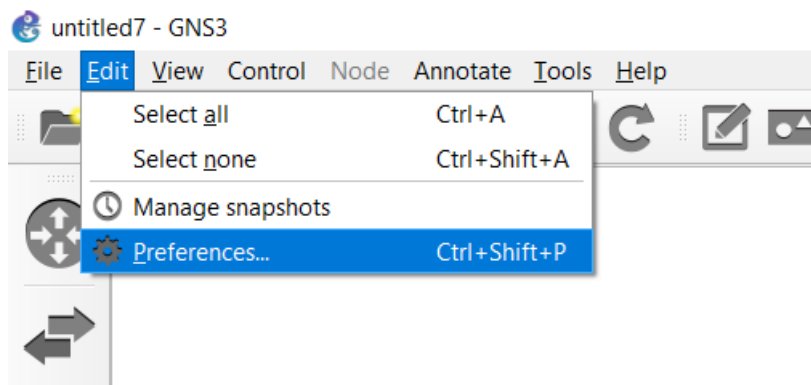 untitled7 - GNS3
File Edit View Control Node Annotate Tools Help
Select all Ctrl+A
Select none Ctrl+Shift+A
Manage snapshots
Preferences... Ctrl+Shift+P